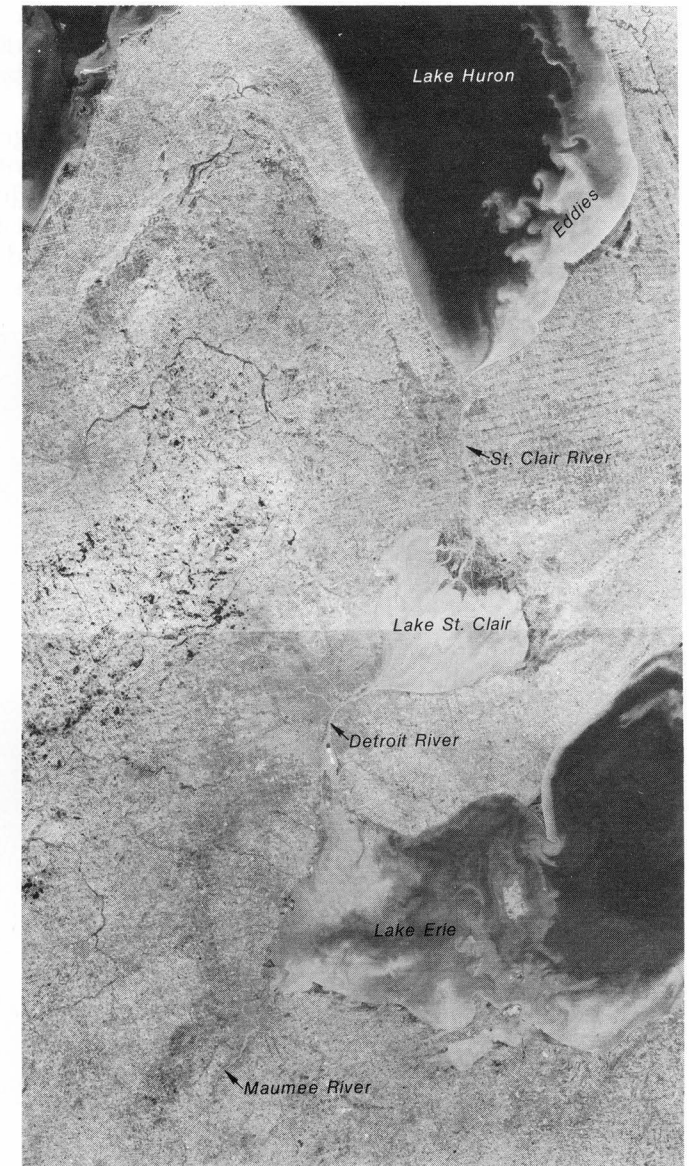 Lake Huron
Eddies
St. Clair River
Lake St. Clair
Detroit River
Lake Erie
Maumee River